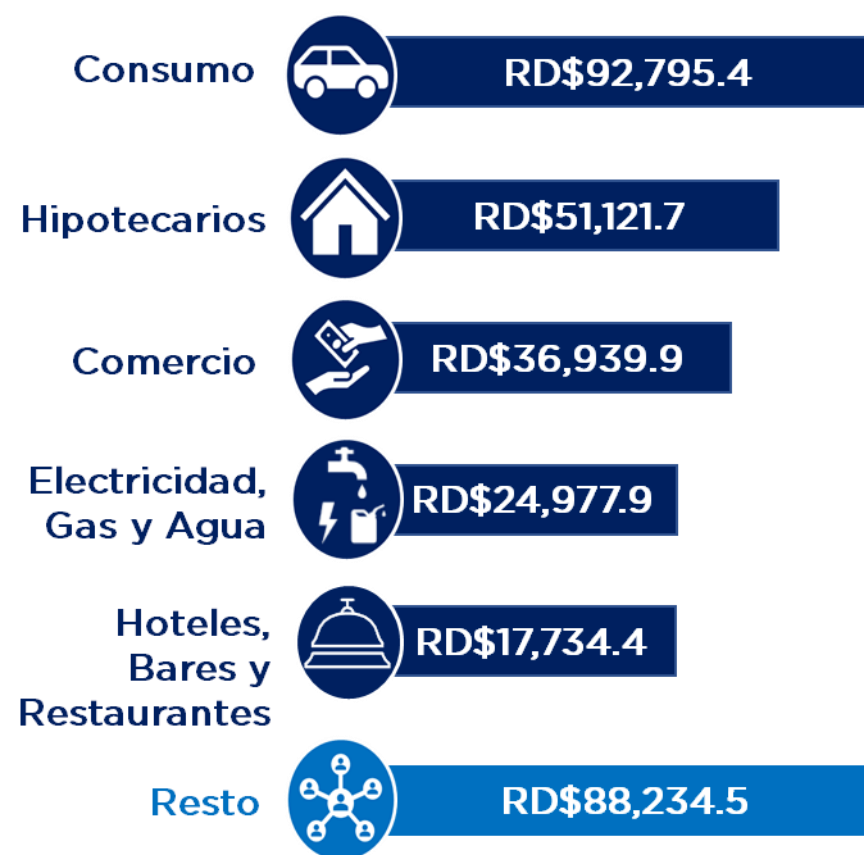 Consumo
RD$92,795.4
Hipotecarios
RD$51,121.7
Comercio
RD$36,939.9
Electricidad,
Gas y Agua
RD$24,977.9
Hoteles,
Bares y
Restaurantes
RD$17,734.4
Resto
RD$88,234.5